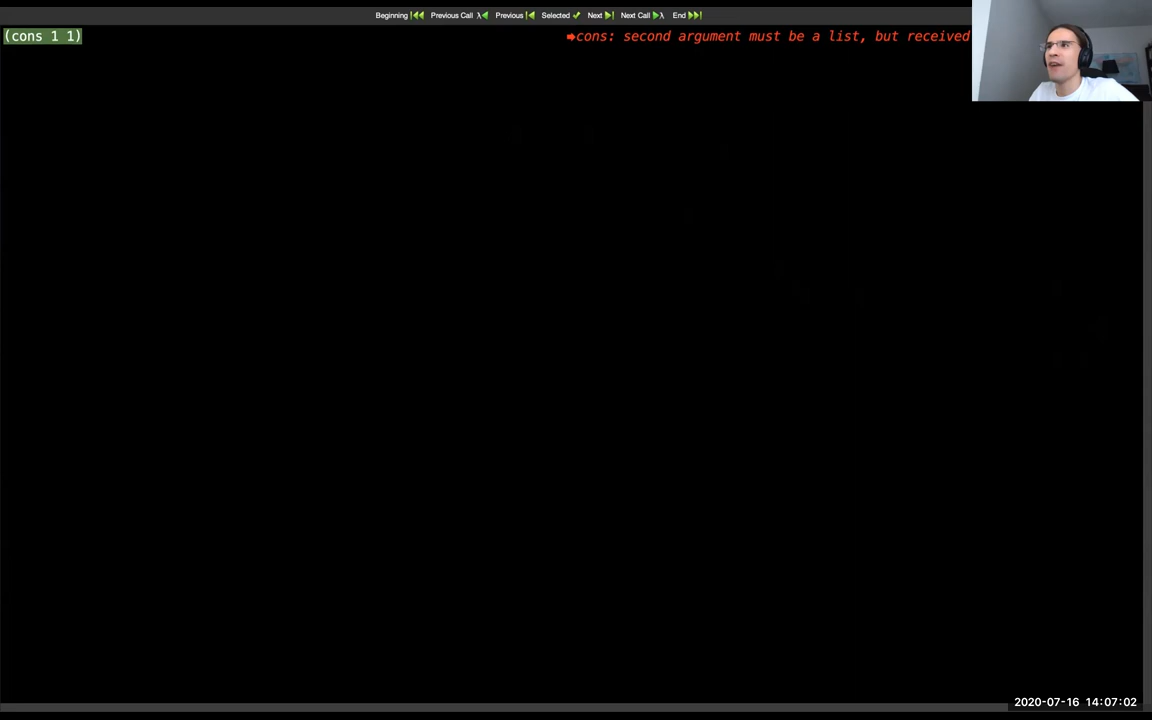 Beginning Previous Call Previous Selected Next Next Call End
(cons 1 1) cons: second argument must be a list, but received
2020-07-16 14:07:02